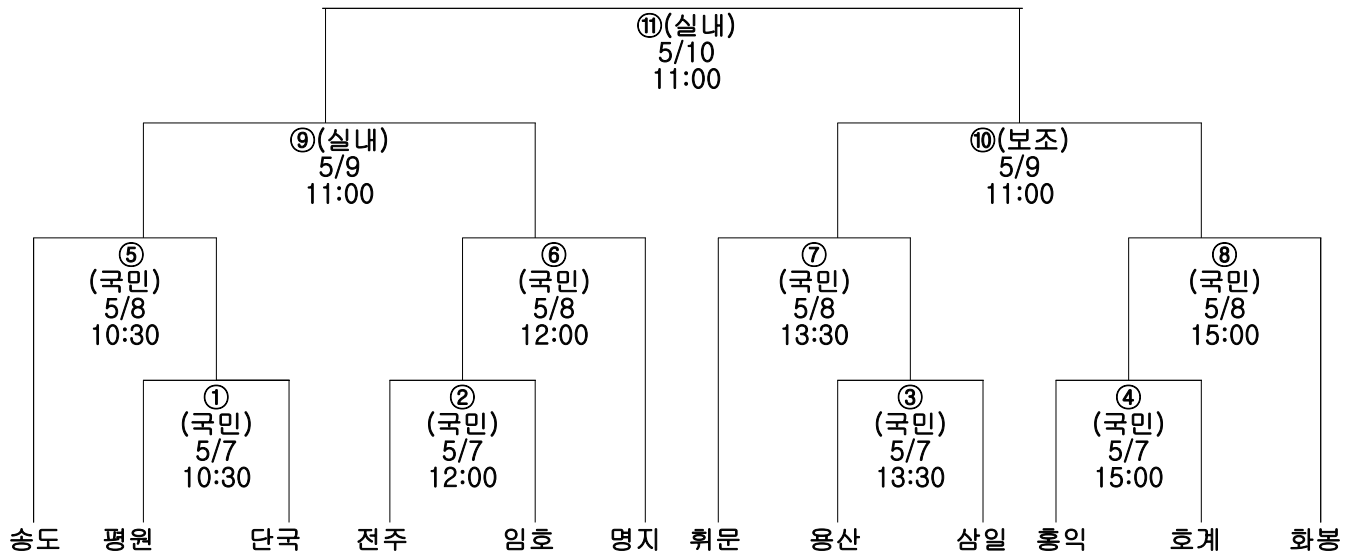 ⑪(실내)
5/10
11:00
⑨(실내)
5/9
11:00
⑩(보조)
5/9
11:00
⑤
(국민)
5/8
10:30
⑥
(국민)
5/8
12:00
⑦
(국민)
5/8
13:30
⑧
(국민)
5/8
15:00
①
(국민)
5/7
10:30
②
(국민)
5/7
12:00
③
(국민)
5/7
13:30
④
(국민)
5/7
15:00
송도 평원 단국 전주 임호 명지 휘문 용산 삼일 홍익 호계 화봉